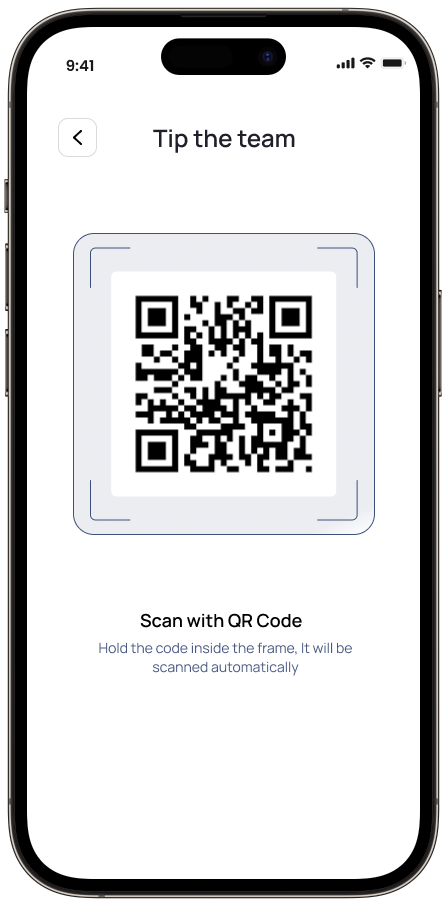 9:41
Tip the team
Scan with QR Code
Hold the code inside the frame, It will be
scanned automatically